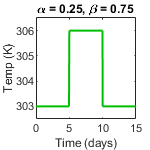 α = 0.25, β = 0.75
Temp (K)
306
305
304
303
0 5 10 15
Time (days)